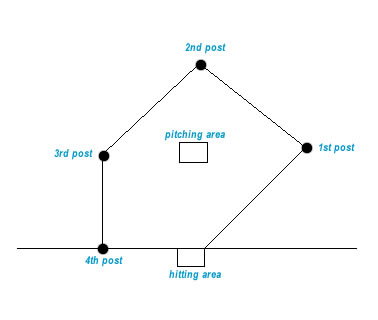 2nd post
pitching area
1st post
3rd post
4th post
hitting area